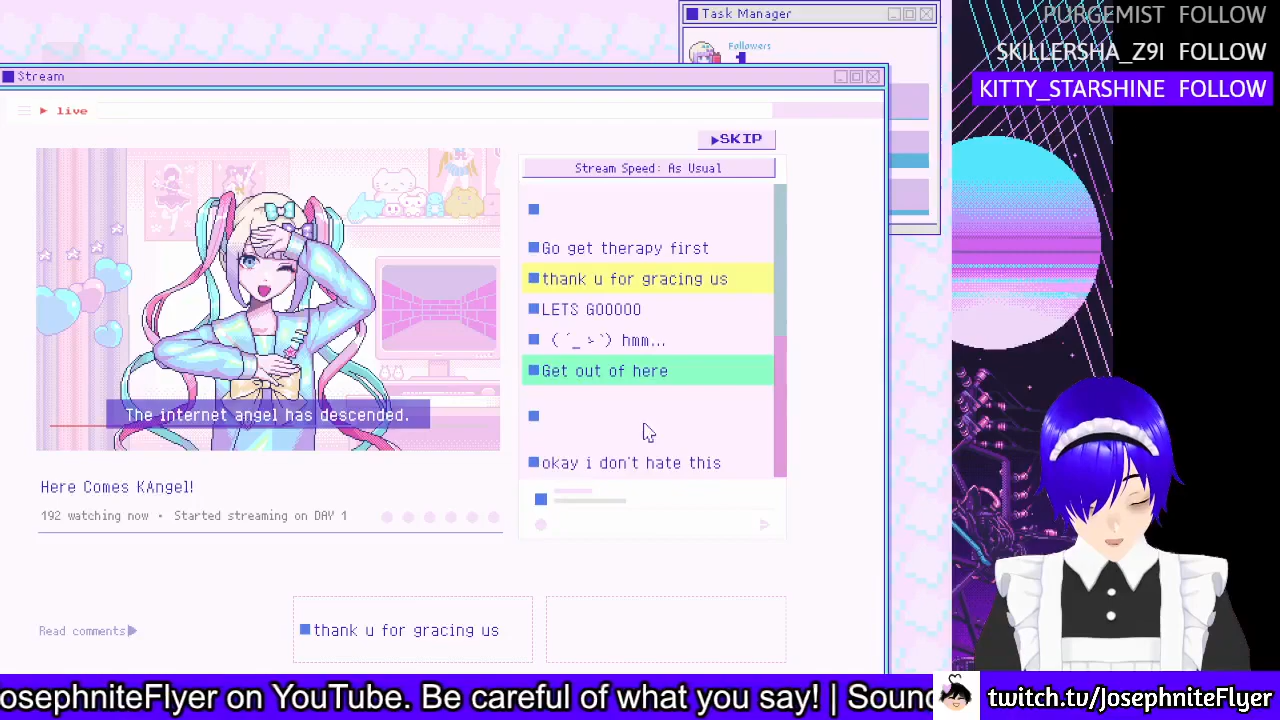 Task Manager
Followers
Stream
live
SKIP
Stream Speed: As Usual
Go get therapy first
thank u for gracing us
LETS GOOOOO
( ´_ゝ`) hmm...
Get out of here
okay i don't hate this
The internet angel has descended.
Here Comes KAngel!
192 watching now • Started streaming on DAY 1
Read comments
thank u for gracing us
PURGEMIST FOLLOW
SKILLERSHA_Z9I FOLLOW
KITTY_STARSHINE FOLLOW
JosephniteFlyer on YouTube. Be careful of what you say! | Sound
twitch.tv/JosephniteFlyer